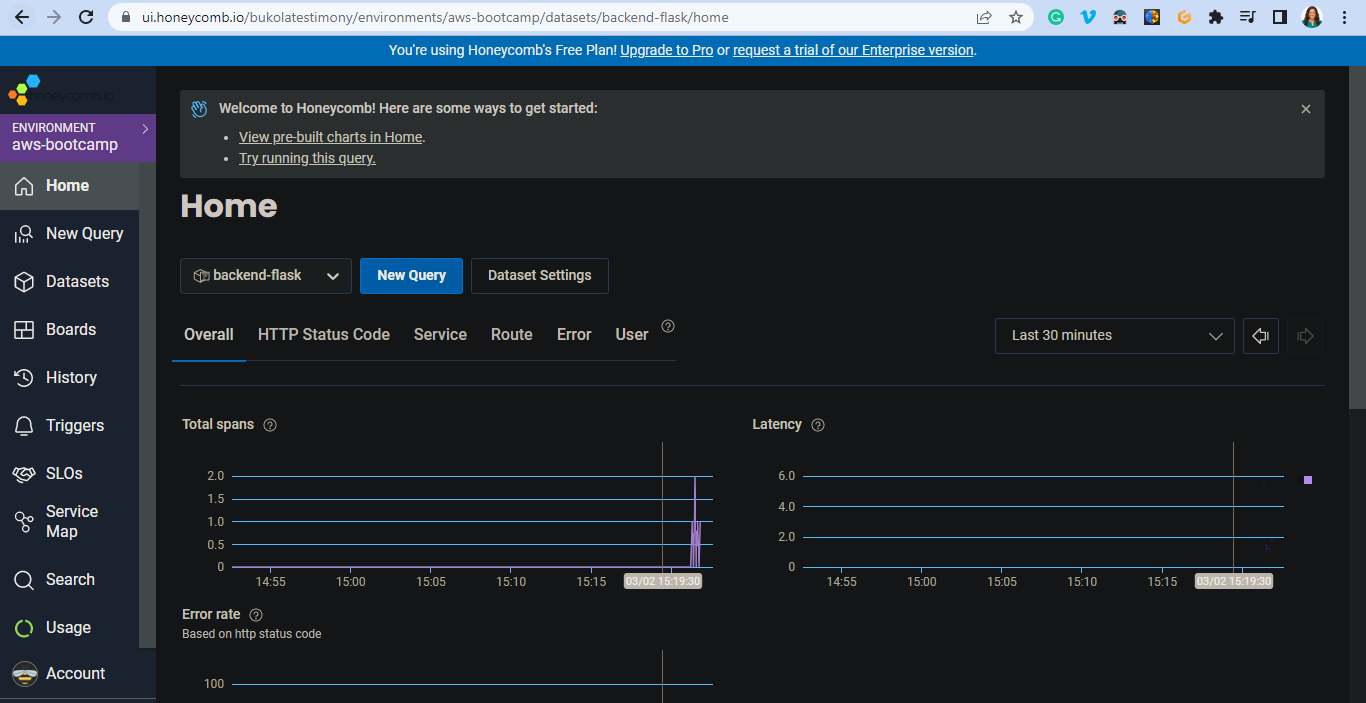 ui.honeycomb.io/bukolatestimony/environments/aws-bootcamp/datasets/backend-flask/home
You're using Honeycomb's Free Plan! Upgrade to Pro or request a trial of our Enterprise version.
honeycomb.io
ENVIRONMENT
aws-bootcamp
Home
New Query
Datasets
Boards
History
Triggers
SLOs
Service
Map
Search
Usage
Account
Welcome to Honeycomb! Here are some ways to get started:
• View pre-built charts in Home.
• Try running this query.
Home
backend-flask New Query Dataset Settings
Overall HTTP Status Code Service Route Error User Last 30 minutes
Total spans
2.0
1.5
1.0
0.5
0
14:55 15:00 15:05 15:10 15:15 03/02 15:19:30
Latency
6.0
4.0
2.0
0
14:55 15:00 15:05 15:10 15:15 03/02 15:19:30
Error rate
Based on http status code
100